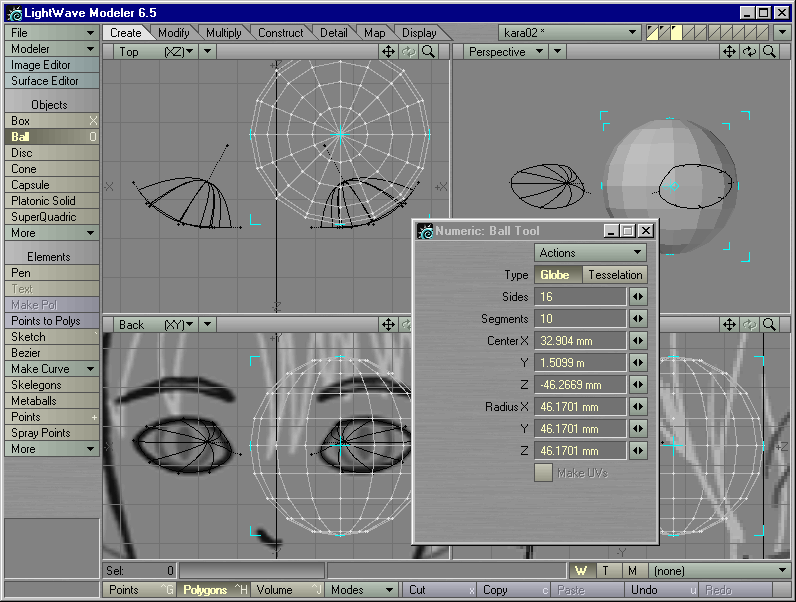 LightWave Modeler 6.5
File
Modeler
Image Editor
Surface Editor
Objects
Box X
Ball O
Disc
Cone
Capsule
Platonic Solid
SuperQuadric
More
Elements
Pen
Text
Make Pol
Points to Polys
Sketch `
Bezier
Make Curve
Skelegons
Metaballs
Points +
Spray Points
More
Create Modify Multiply Construct Detail Map Display kara02 *
Top (XZ)
Perspective
-X +X
-Z
Back (XY)
+Y
-X
-Y
+Z
-Y
Numeric: Ball Tool
Actions
Type Globe Tesselation
Sides 16
Segments 10
Center X 32.904 mm
Y 1.5099 m
Z -46.2669 mm
Radius X 46.1701 mm
Y 46.1701 mm
Z 46.1701 mm
Make UVs
Sel: 0
W T M (none)
Points ^G Polygons ^H Volume ^J Modes Cut x Copy c Paste v Undo u Redo